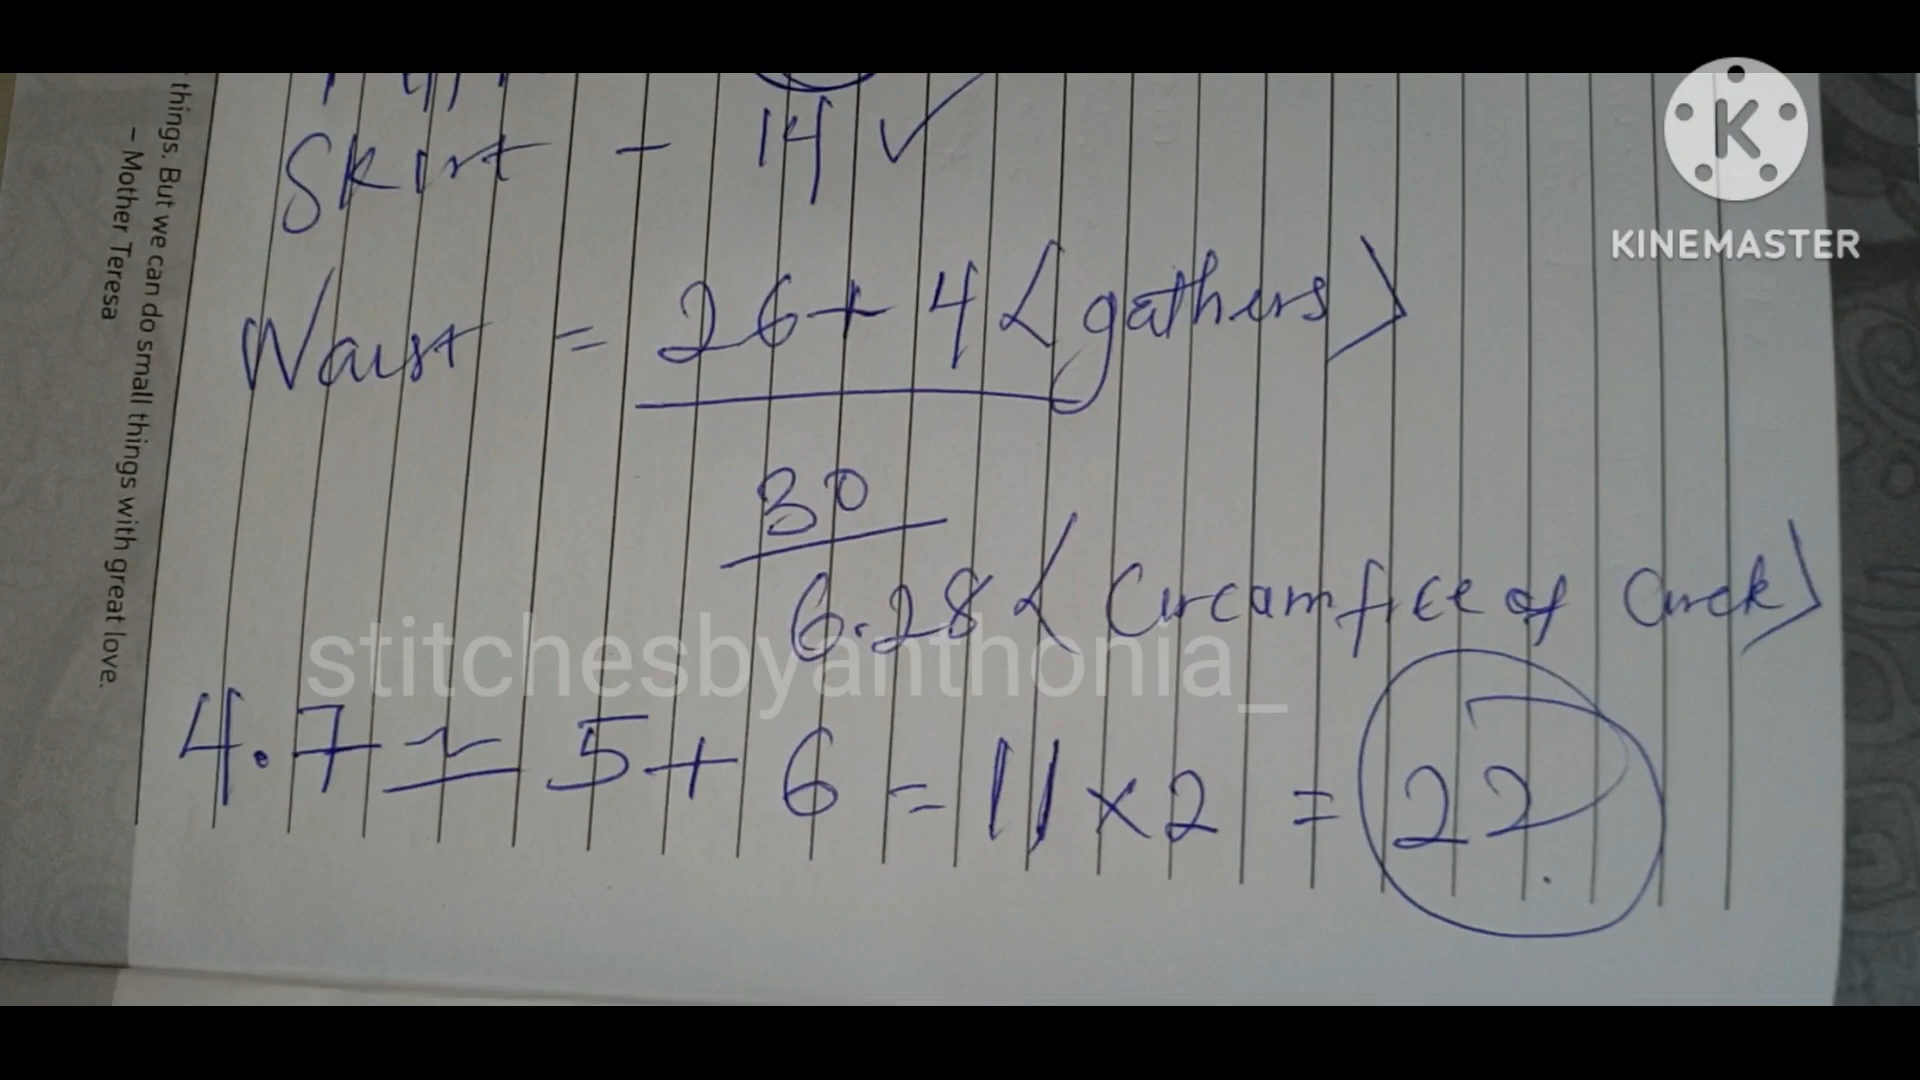 Skirt - 14 ✓
Waist = 26 + 4 < gathers >
30
6.28 < Circumfice of Circle >
4.7 ≃ 5 + 6 = 11 × 2 = 22.
things. But we can do small things with great love.
– Mother Teresa
K
KINEMASTER
stitchesbyanthonia_